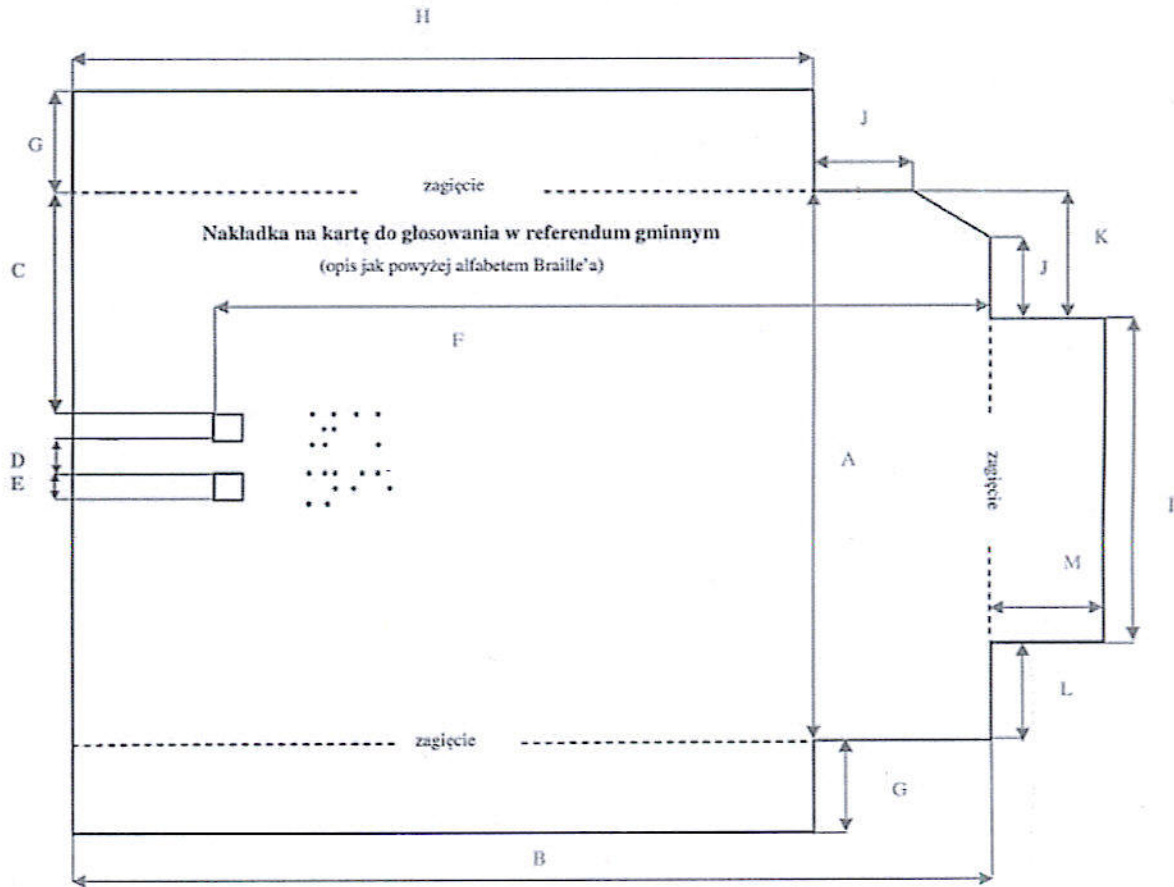 H
G
J
zagięcie
Nakładka na kartę do głosowania w referendum gminnym
K
C
(opis jak powyżej alfabetem Braille'a)
J
F
D
A
E
zagięcie
I
M
L
zagięcie
G
B